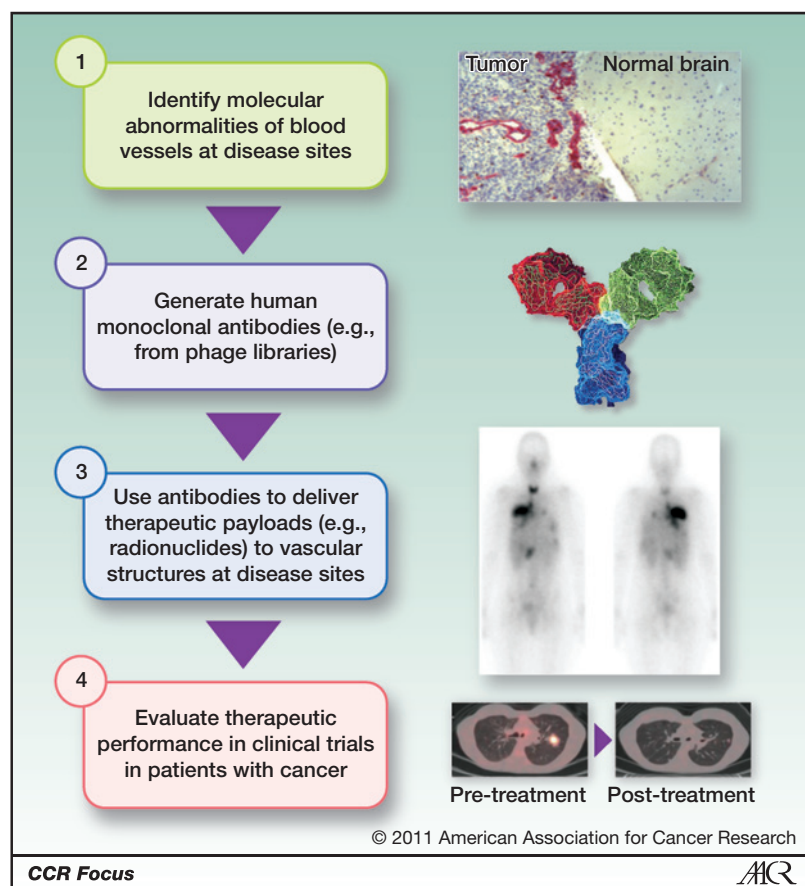 1
Identify molecular
abnormalities of blood
vessels at disease sites
Tumor
Normal brain
2
Generate human
monoclonal antibodies (e.g.,
from phage libraries)
3
Use antibodies to deliver
therapeutic payloads (e.g.,
radionuclides) to vascular
structures at disease sites
4
Evaluate therapeutic
performance in clinical trials
in patients with cancer
Pre-treatment
Post-treatment
© 2011 American Association for Cancer Research
CCR Focus
AACR